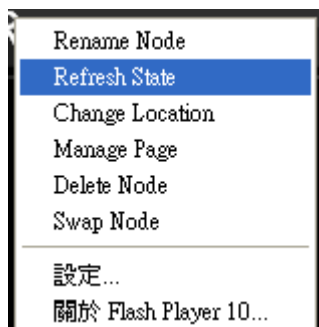 Rename Node
Refresh State
Change Location
Manage Page
Delete Node
Swap Node
設定...
關於 Flash Player 10...